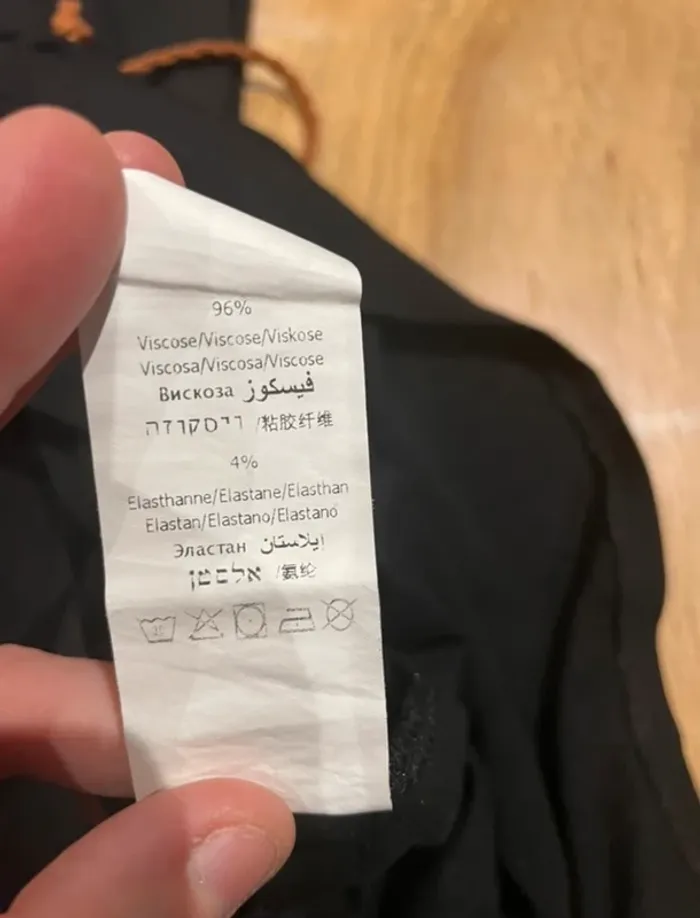 96%
Viscose/Viscose/Viskose
Viscosa/Viscosa/Viscose
Вискоза فيسكوز
ויסקוזה /粘胶纤维
4%
Elasthanne/Elastane/Elasthan
Elastan/Elastano/Elastano
Эластан إيلاستان
אלסטן /氨纶